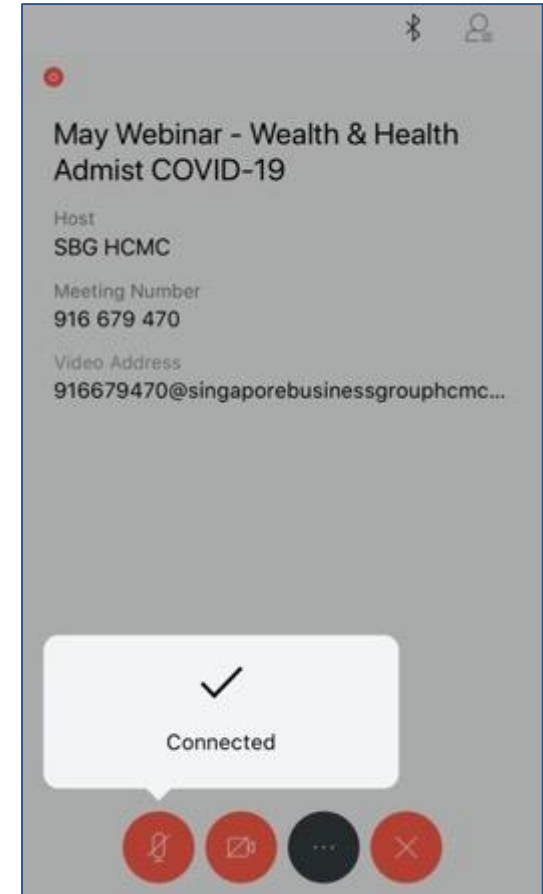 May Webinar - Wealth & Health
Admist COVID-19
Host
SBG HCMC
Meeting Number
916 679 470
Video Address
916679470@singaporebusinessgrouphcmc...
Connected